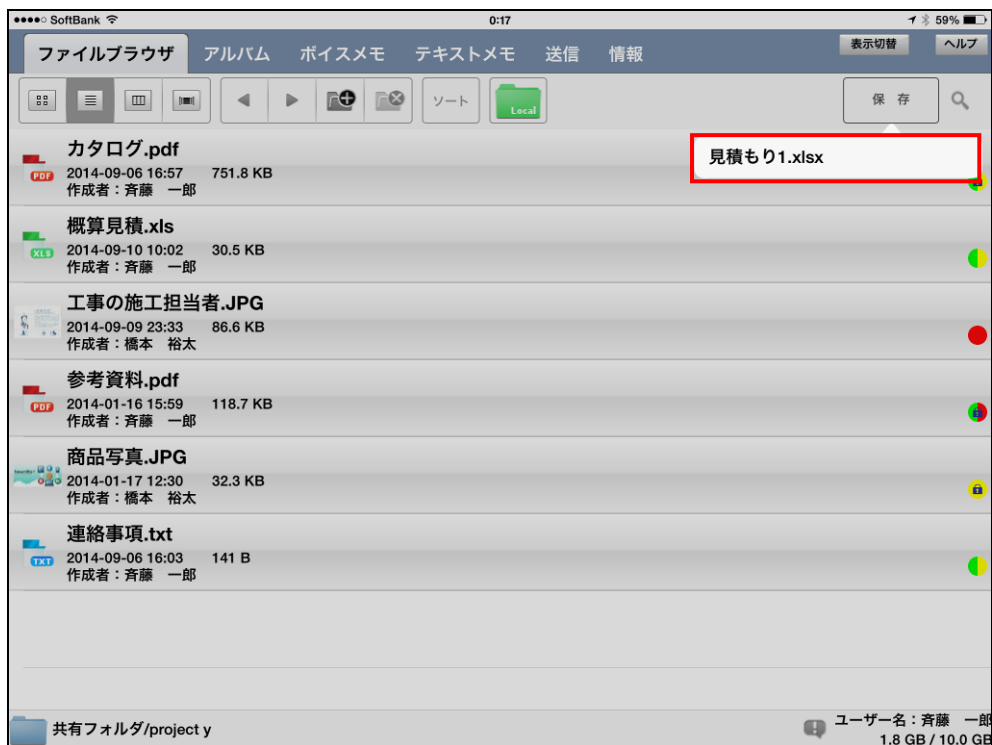 SoftBank
0:17
59%
ファイルブラウザ アルバム ボイスメモ テキストメモ 送信 情報
表示切替 ヘルプ
ソート
Local
保 存
見積もり1.xlsx
カタログ.pdf
PDF
2014-09-06 16:57 751.8 KB
作成者：斉藤 一郎
概算見積.xls
XLS
2014-09-10 10:02 30.5 KB
作成者：斉藤 一郎
工事の施工担当者.JPG
2014-09-09 23:33 86.6 KB
作成者：橋本 裕太
参考資料.pdf
PDF
2014-01-16 15:59 118.7 KB
作成者：斉藤 一郎
商品写真.JPG
2014-01-17 12:30 32.3 KB
作成者：橋本 裕太
連絡事項.txt
TXT
2014-09-06 16:03 141 B
作成者：斉藤 一郎
共有フォルダ/project y
ユーザー名：斉藤 一郎
1.8 GB / 10.0 GB